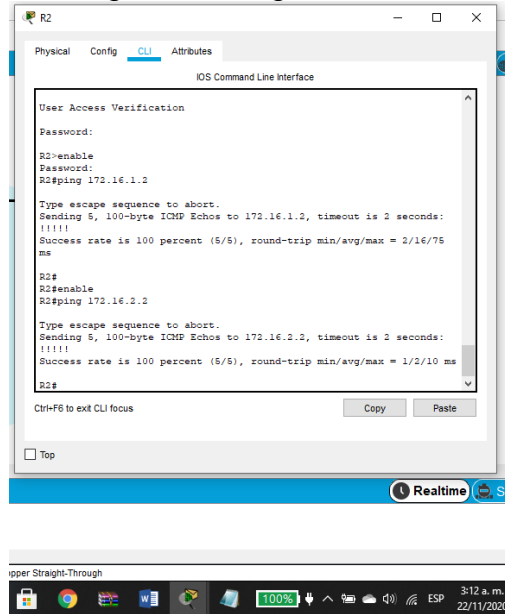 R2
Physical Config CLI Attributes
IOS Command Line Interface
User Access Verification
Password:
R2>enable
Password:
R2#ping 172.16.1.2
Type escape sequence to abort.
Sending 5, 100-byte ICMP Echos to 172.16.1.2, timeout is 2 seconds:
!!!!!
Success rate is 100 percent (5/5), round-trip min/avg/max = 2/16/75
ms
R2#
R2#enable
R2#ping 172.16.2.2
Type escape sequence to abort.
Sending 5, 100-byte ICMP Echos to 172.16.2.2, timeout is 2 seconds:
!!!!!
Success rate is 100 percent (5/5), round-trip min/avg/max = 1/2/10 ms
R2#
Ctrl+F6 to exit CLI focus
Copy Paste
Top
Realtime S
opper Straight-Through
100% ESP 3:12 a. m.
22/11/2020